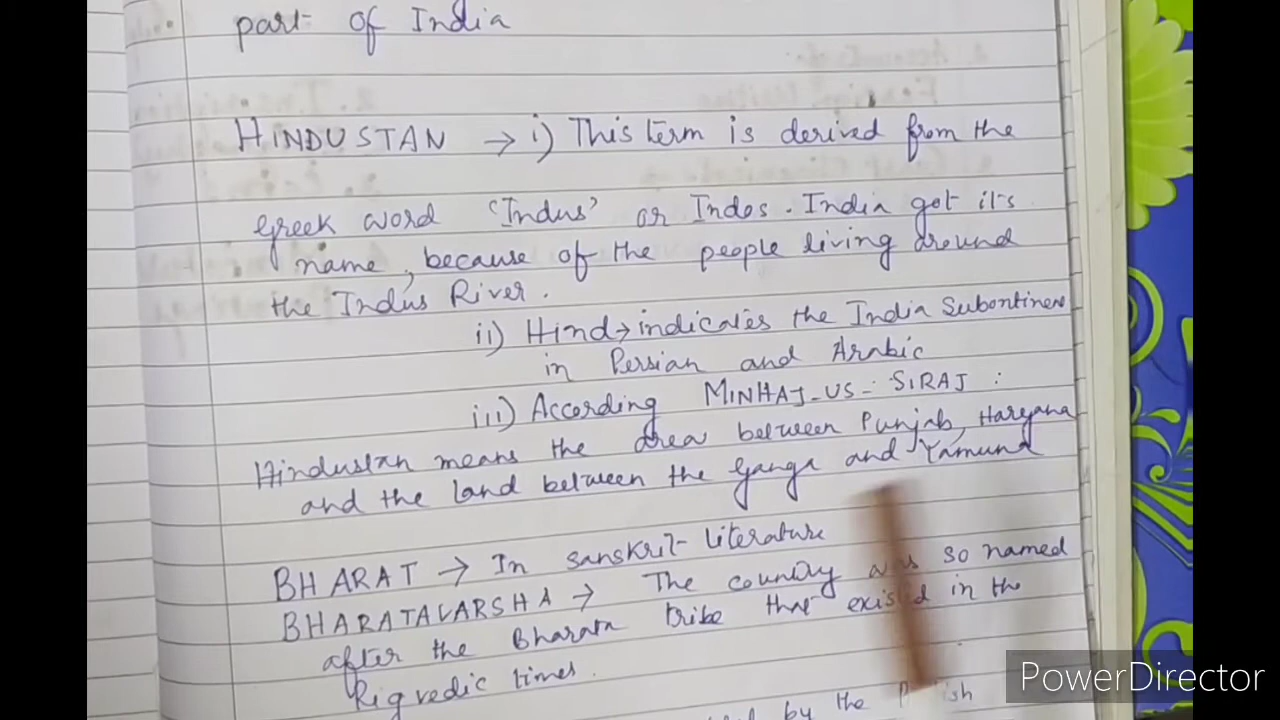 part of India
HINDUSTAN → i) This term is derived from the
Greek word 'Indus' or Indos. India got it's
name, because of the people living around
the Indus River.
ii) Hind → indicates the India Subontinent
in Persian and Arabic
iii) According MINHAJ-US-SIRAJ:
Hindustan means the area between Punjab, Haryana
and the land between the Ganga and Yamuna
BHARAT → In sanskrit literature
BHARATAVARSHA → The country was so named
after the Bharata tribe that existed in the
Rigvedic times.
by the
PowerDirector